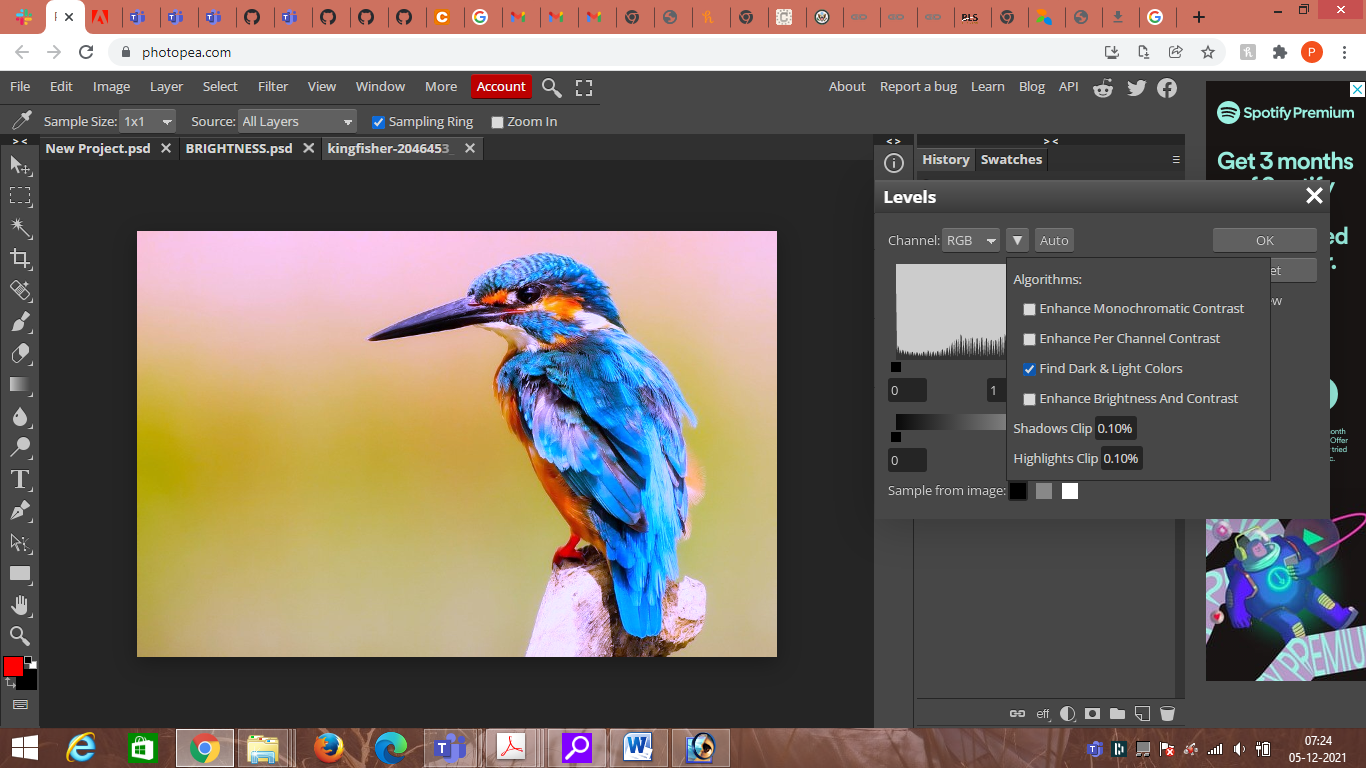 PLS
photopea.com
P
File Edit Image Layer Select Filter View Window More Account
About Report a bug Learn Blog API
Sample Size: 1x1 Source: All Layers Sampling Ring Zoom In
Spotify Premium
Get 3 months
> < New Project.psd BRIGHTNESS.psd kingfisher-2046453_ < > > <
History Swatches
Levels
Channel: RGB Auto OK
Algorithms:
Enhance Monochromatic Contrast
Enhance Per Channel Contrast
Find Dark & Light Colors
0 1 Enhance Brightness And Contrast
Shadows Clip 0.10%
0 Highlights Clip 0.10%
Sample from image:
eff
07:24
05-12-2021